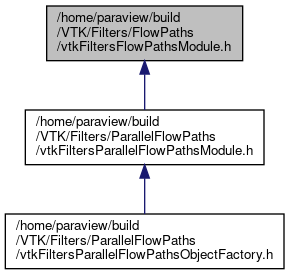 /home/paraview/build
/VTK/Filters/FlowPaths
/vtkFiltersFlowPathsModule.h
/home/paraview/build
/VTK/Filters/ParallelFlowPaths
/vtkFiltersParallelFlowPathsModule.h
/home/paraview/build
/VTK/Filters/ParallelFlowPaths
/vtkFiltersParallelFlowPathsObjectFactory.h